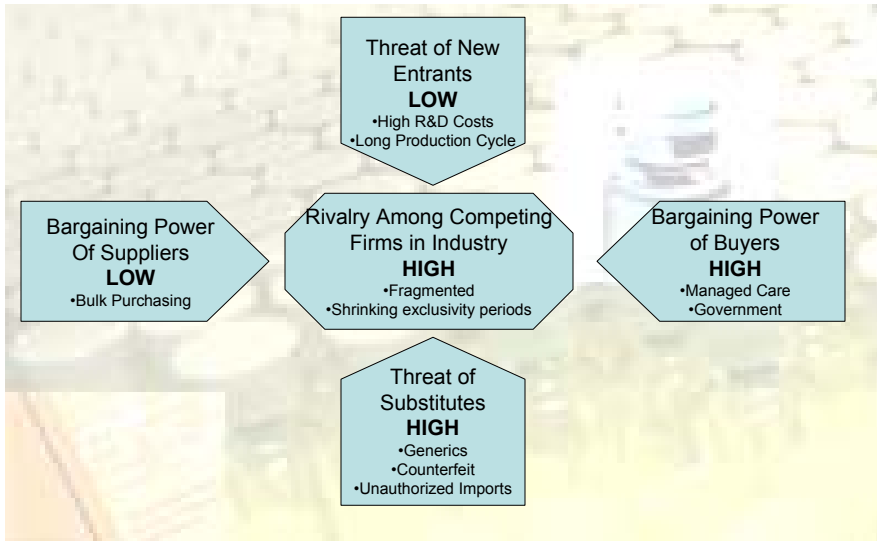 Threat of New
Entrants
LOW
•High R&D Costs
•Long Production Cycle
Bargaining Power
Of Suppliers
LOW
•Bulk Purchasing
Rivalry Among Competing
Firms in Industry
HIGH
•Fragmented
•Shrinking exclusivity periods
Bargaining Power
of Buyers
HIGH
•Managed Care
•Government
Threat of
Substitutes
HIGH
•Generics
•Counterfeit
•Unauthorized Imports